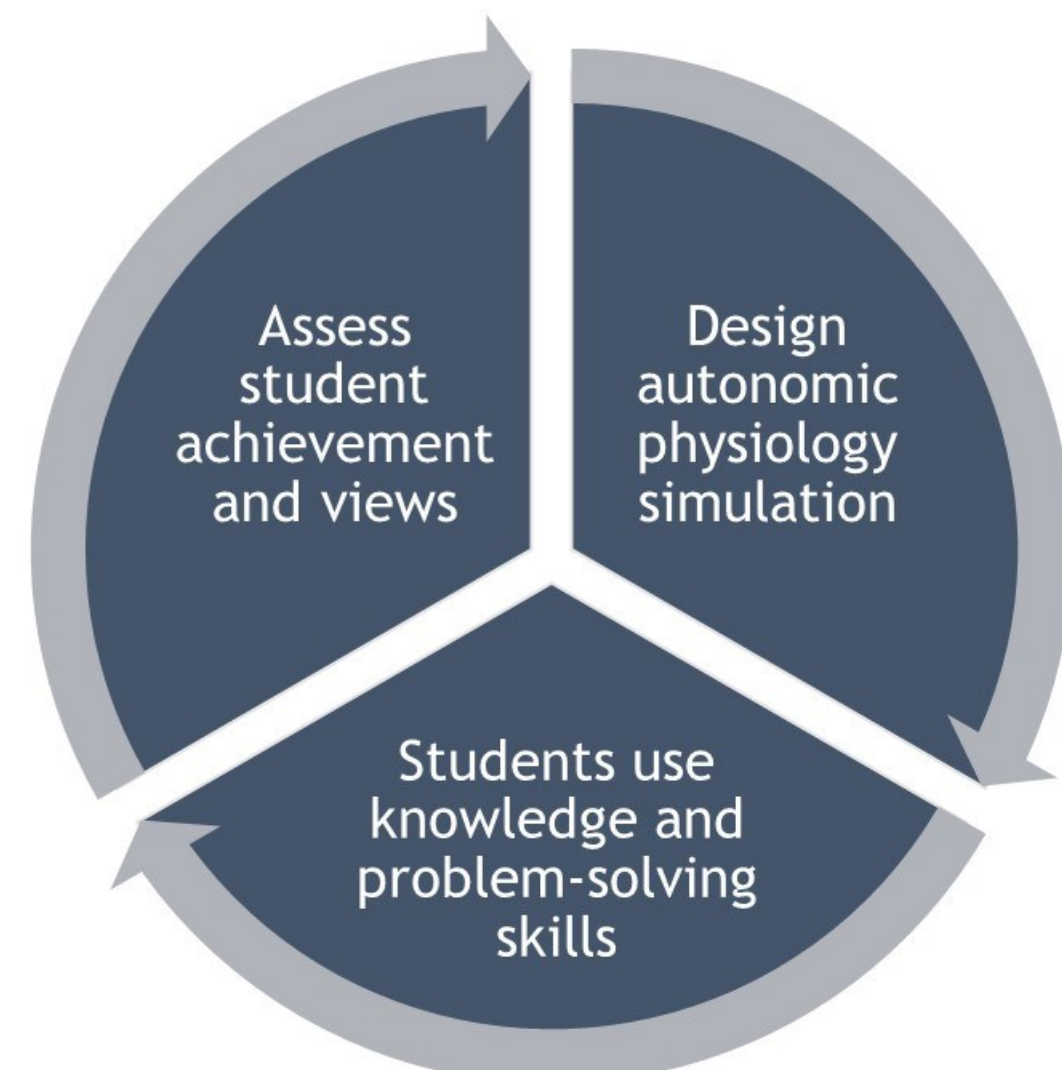 Assess
student
achievement
and views
Design
autonomic
physiology
simulation
Students use
knowledge and
problem-solving
skills